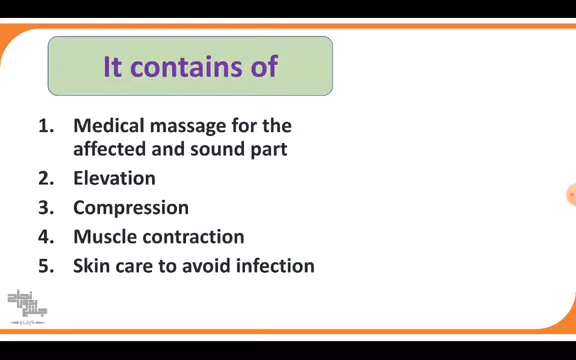 It contains of
1. Medical massage for the
affected and sound part
2. Elevation
3. Compression
4. Muscle contraction
5. Skin care to avoid infection